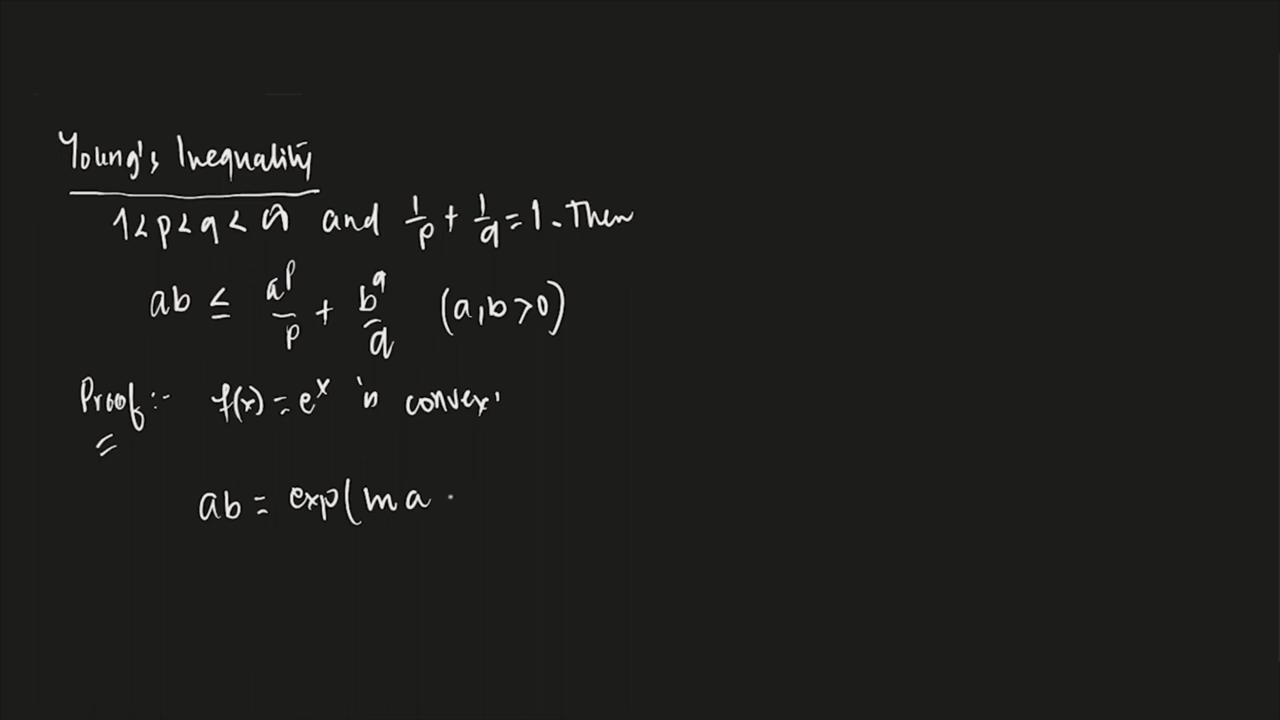 Young's Inequality
1 < p < q < ∞ and 1/p + 1/q = 1. Then
ab ≤ a^p/p + b^q/q (a, b > 0)
Proof:- f(x) = e^x is convex.
ab = exp( ln a